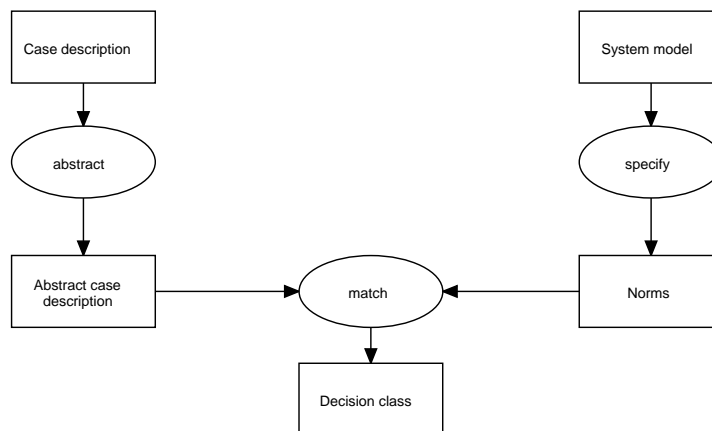 Case description
System model
abstract
specify
Abstract case
description
match
Norms
Decision class